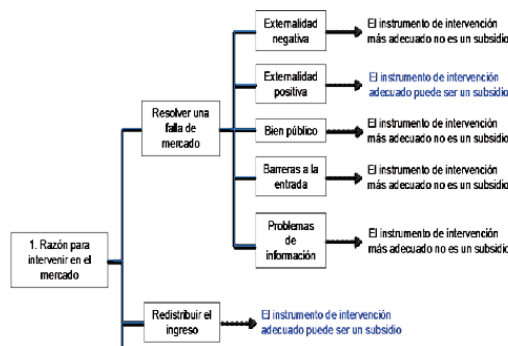 Externalidad
negativa
El instrumento de intervención
más adecuado no es un subsidio
Externalidad
positiva
El instrumento de intervención
adecuado puede ser un subsidio
Resolver una
falla de
mercado
Bien público
El instrumento de intervención
más adecuado no es un subsidio
Barreras a la
entrada
El instrumento de intervención
más adecuado no es un subsidio
Problemas
de
información
El instrumento de intervención
más adecuado no es un subsidio
1. Razón para
intervenir en el
mercado
Redistribuir el
ingreso
El instrumento de intervención
adecuado puede ser un subsidio